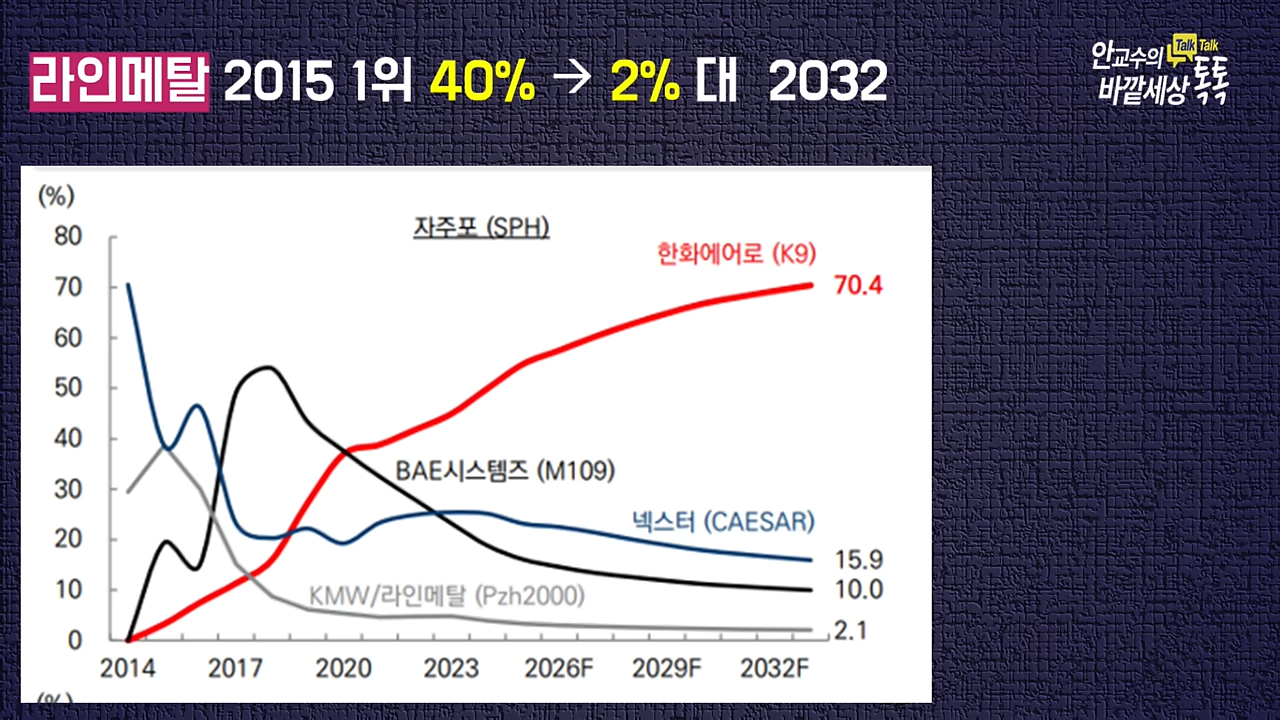 라인메탈 2015 1위 40% → 2% 대 2032
안교수의 Talk Talk
바깥세상 톡톡
(%)
자주포 (SPH)
80
70
60
50
40
30
20
10
0
한화에어로 (K9)
70.4
BAE시스템즈 (M109)
넥스터 (CAESAR)
15.9
10.0
KMW/라인메탈 (Pzh2000)
2.1
2014 2017 2020 2023 2026F 2029F 2032F
(%)